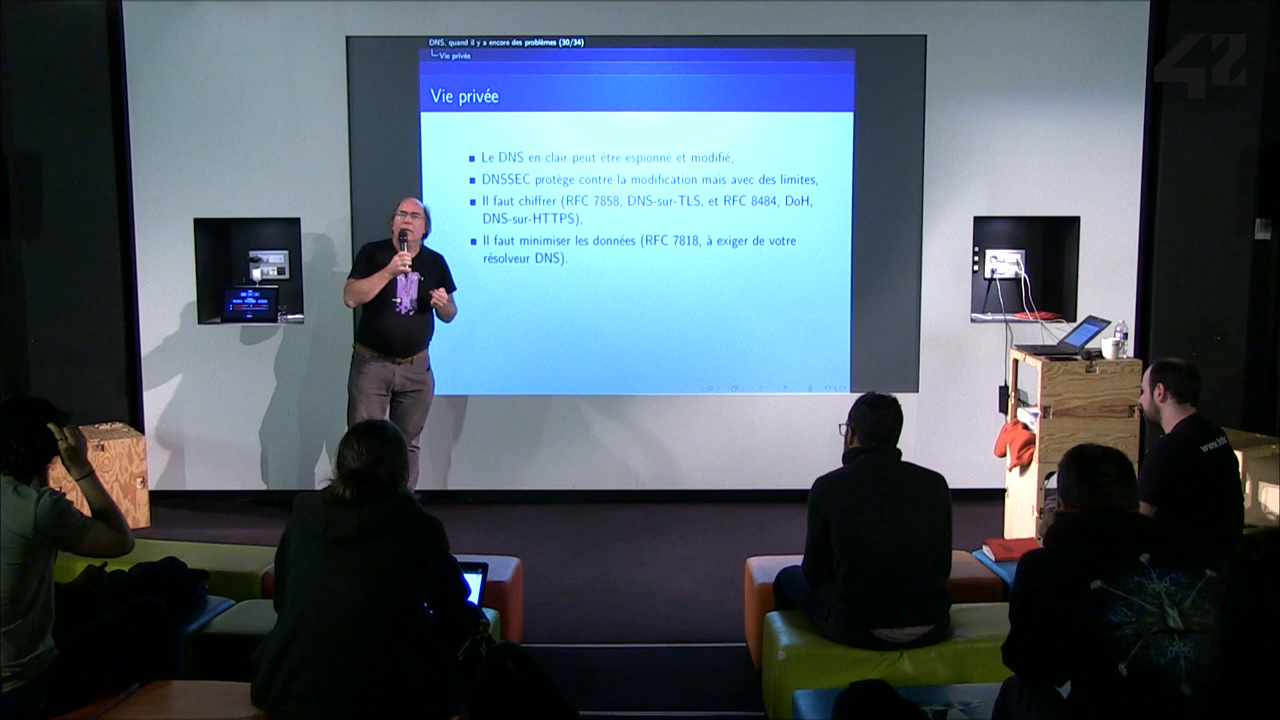 42
DNS, quand il y a encore des problèmes (30/34)
Vie privée
Vie privée
Le DNS en clair peut être espionné et modifié,
DNSSEC protège contre la modification mais avec des limites,
Il faut chiffrer (RFC 7858, DNS-sur-TLS, et RFC 8484, DoH,
DNS-sur-HTTPS).
Il faut minimiser les données (RFC 7818, à exiger de votre
résolveur DNS).